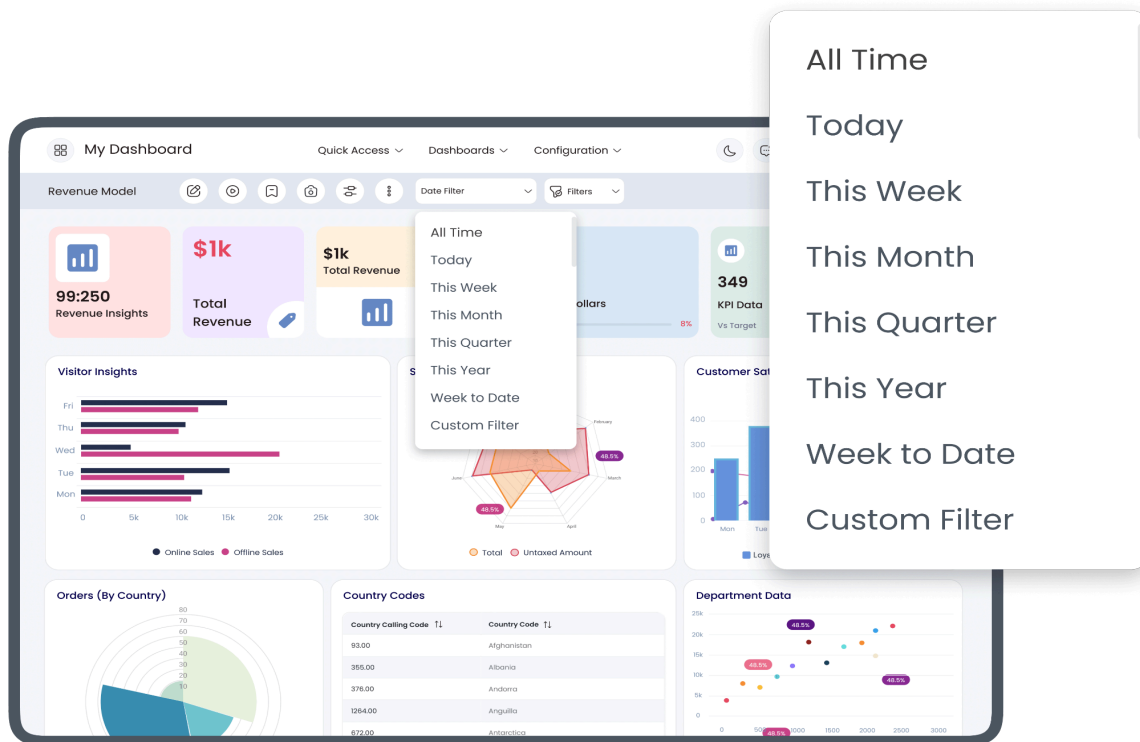 All Time
Today
This Week
This Month
This Quarter
This Year
Week to Date
Custom Filter
My Dashboard
Quick Access
Dashboards
Configuration
Revenue Model
Date Filter
Filters
All Time
Today
This Week
This Month
This Quarter
This Year
Week to Date
Custom Filter
99:250
Revenue Insights
$1k
Total
Revenue
$1k
Total Revenue
ollars
8%
349
KPI Data
Vs Target
Visitor Insights
Fri
Thu
Wed
Tue
Mon
0 5k 10k 15k 20k 25k 30k
Online Sales Offline Sales
S
February
48.5%
March
June
48.5%
May
April
Total Untaxed Amount
Customer Sat
400
300
200
100
0
Mon Tue
Loya
Orders (By Country)
80
70
60
50
40
30
20
10
Country Codes
Country Calling Code ↑↓ Country Code ↑↓
93.00 Afghanistan
355.00 Albania
376.00 Andorra
1264.00 Anguilla
672.00 Antarctica
Department Data
25k
20k
15k
10k
5k
0
48.5%
48.5%
48.5%
48.5%
0 50 1000 1500 2000 2500 3000